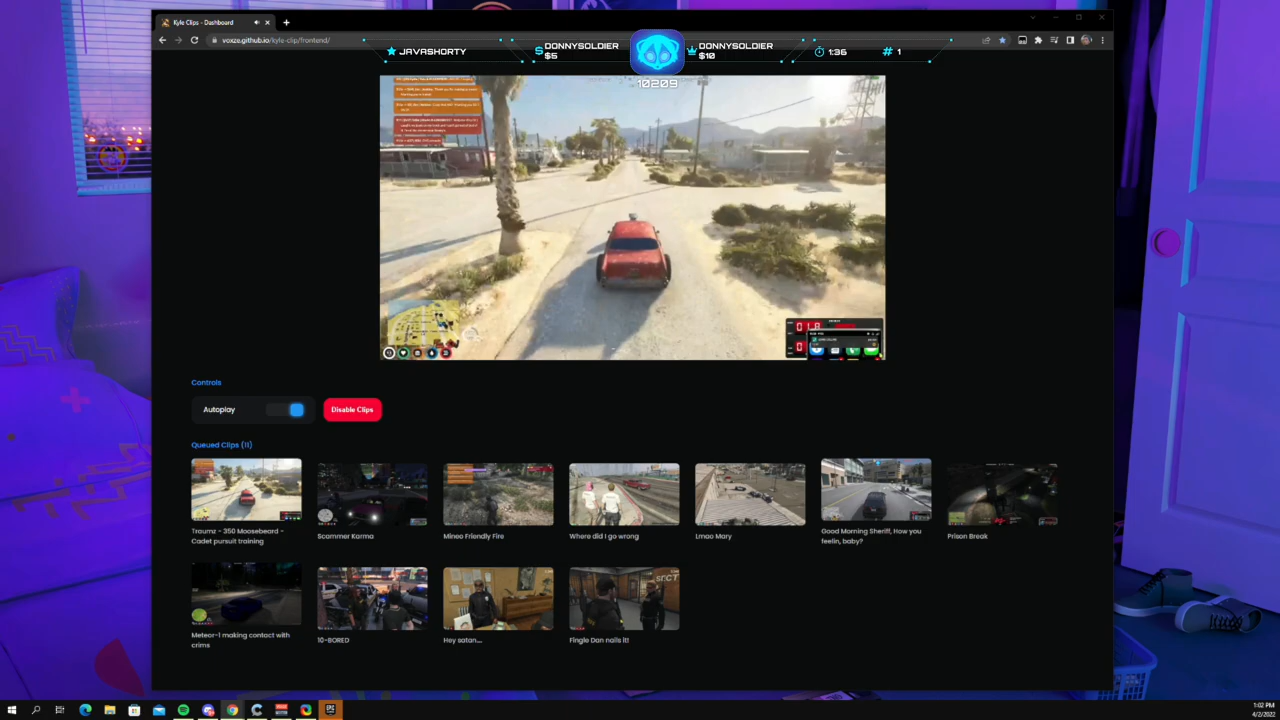 Kyle Clips - Dashboard
voxze.github.io/kyle-clip/frontend/
JAVASHORTY
DONNYSOLDIER
$5
DONNYSOLDIER
$10
1:36
# 1
10209
Controls
Autoplay
Disable Clips
Queued Clips (11)
Traumz - 350 Moosebeard -
Cadet pursuit training
Scammer Karma
Mineo Friendly Fire
Where did I go wrong
Lmao Mary
Good Morning Sheriff, How you
feelin, baby?
Prison Break
Meteor-1 making contact with
crims
10-BORED
Hey satan....
Fingle Dan nails it!
1:02 PM
4/2/2022